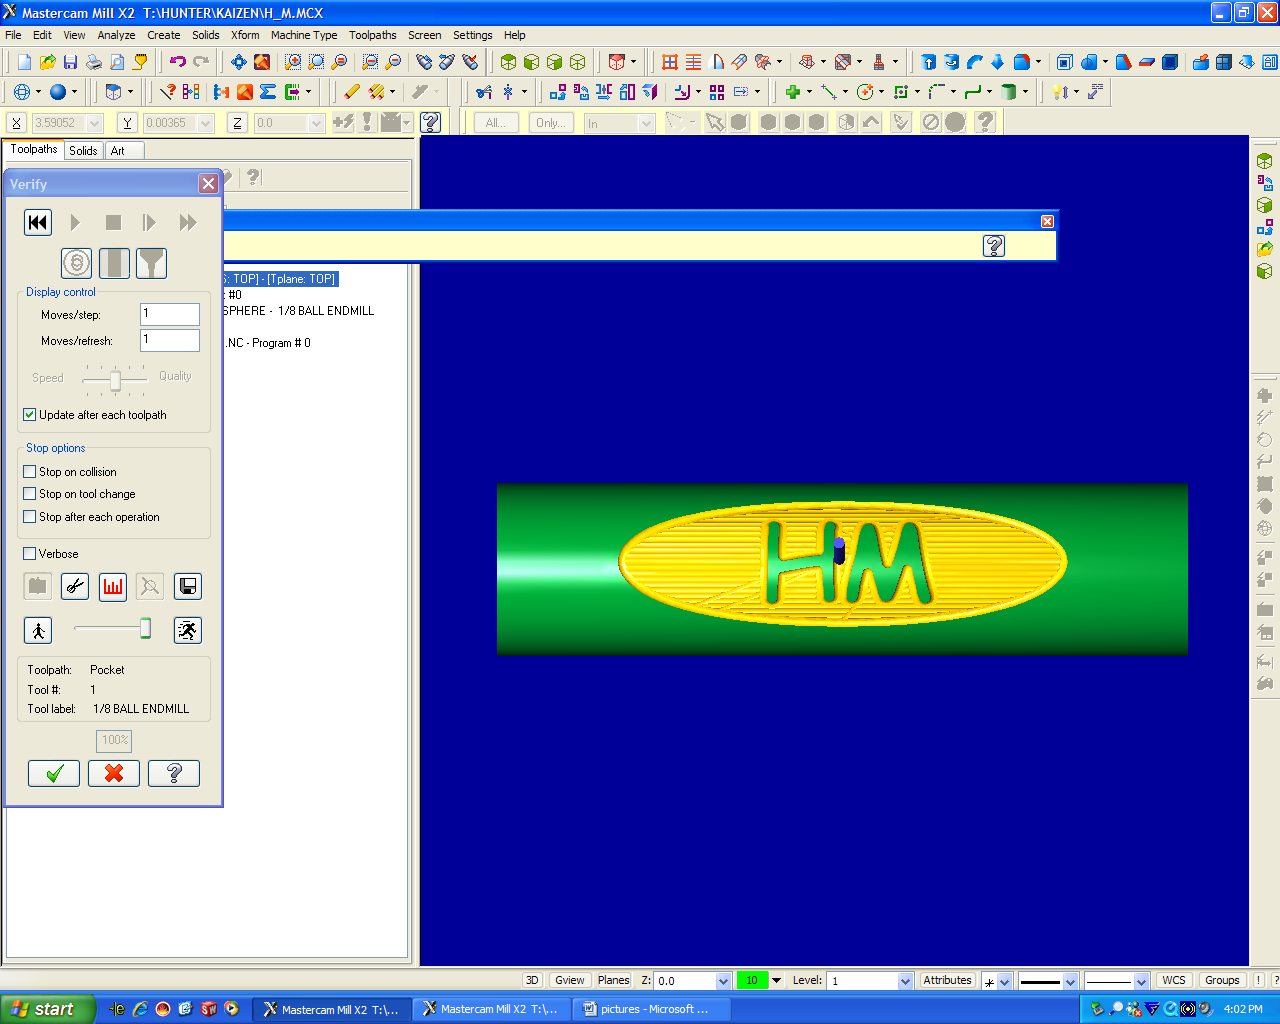 Mastercam Mill X2  T:\HUNTER\KAIZEN\H_M.MCX
File Edit View Analyze Create Solids Xform Machine Type Toolpaths Screen Settings Help
X 3.59052 Y 0.00365 Z 0.0 All... Only... In
Toolpaths Solids Art
Verify
S: TOP] - [Tplane: TOP]
#0
SPHERE - 1/8 BALL ENDMILL
.NC - Program # 0
Display control
Moves/step: 1
Moves/refresh: 1
Speed Quality
Update after each toolpath
Stop options
Stop on collision
Stop on tool change
Stop after each operation
Verbose
Toolpath: Pocket
Tool #: 1
Tool label: 1/8 BALL ENDMILL
100%
HM
3D Gview Planes Z: 0.0 10 Level: 1 Attributes WCS Groups ! ?
start Mastercam Mill X2  T:\... Mastercam Mill X2  T:\... pictures - Microsoft ... 4:02 PM